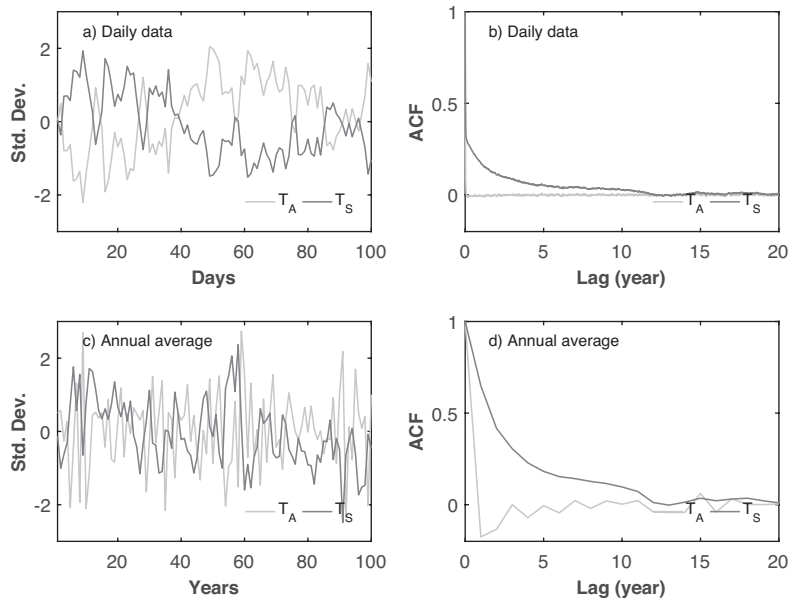 a) Daily data
Std. Dev.
2
0
-2
T_A T_S
20 40 60 80 100
Days
b) Daily data
ACF
1
0.5
0
T_A T_S
0 5 10 15 20
Lag (year)
c) Annual average
Std. Dev.
2
0
-2
T_A T_S
20 40 60 80 100
Years
d) Annual average
ACF
1
0.5
0
T_A T_S
0 5 10 15 20
Lag (year)